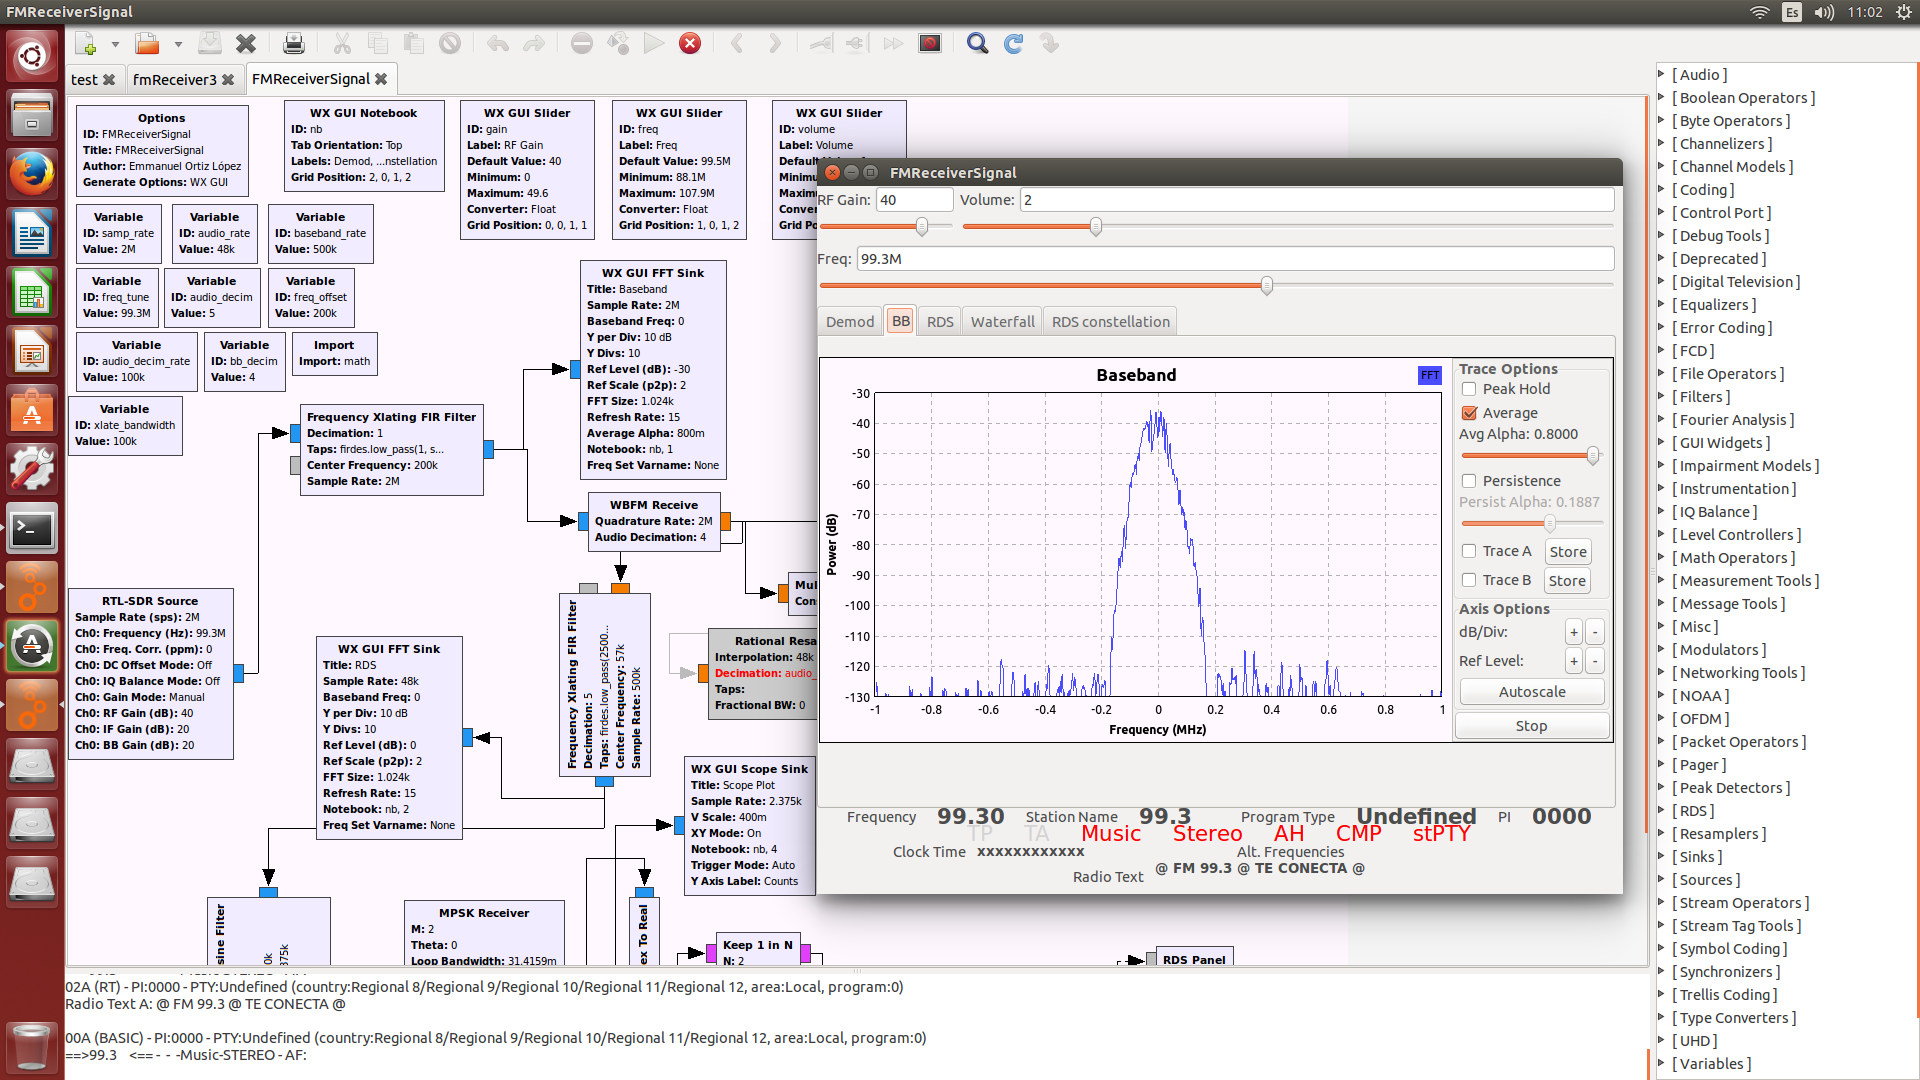 FMReceiverSignal
Es
11:02
test
fmReceiver3
FMReceiverSignal
Options
ID: FMReceiverSignal
Title: FMReceiverSignal
Author: Emmanuel Ortiz López
Generate Options: WX GUI
WX GUI Notebook
ID: nb
Tab Orientation: Top
Labels: Demod, ...nstellation
Grid Position: 2, 0, 1, 2
WX GUI Slider
ID: gain
Label: RF Gain
Default Value: 40
Minimum: 0
Maximum: 49.6
Converter: Float
Grid Position: 0, 0, 1, 1
WX GUI Slider
ID: freq
Label: Freq
Default Value: 99.5M
Minimum: 88.1M
Maximum: 107.9M
Converter: Float
Grid Position: 1, 0, 1, 2
WX GUI Slider
ID: volume
Label: Volume
Variable
ID: samp_rate
Value: 2M
Variable
ID: audio_rate
Value: 48k
Variable
ID: baseband_rate
Value: 500k
Variable
ID: freq_tune
Value: 99.3M
Variable
ID: audio_decim
Value: 5
Variable
ID: freq_offset
Value: 200k
Variable
ID: audio_decim_rate
Value: 100k
Variable
ID: bb_decim
Value: 4
Import
Import: math
Variable
ID: xlate_bandwidth
Value: 100k
Frequency Xlating FIR Filter
Decimation: 1
Taps: firdes.low_pass(1, s...
Center Frequency: 200k
Sample Rate: 2M
WX GUI FFT Sink
Title: Baseband
Sample Rate: 2M
Baseband Freq: 0
Y per Div: 10 dB
Y Divs: 10
Ref Level (dB): -30
Ref Scale (p2p): 2
FFT Size: 1.024k
Refresh Rate: 15
Average Alpha: 800m
Notebook: nb, 1
Freq Set Varname: None
WBFM Receive
Quadrature Rate: 2M
Audio Decimation: 4
RTL-SDR Source
Sample Rate (sps): 2M
Ch0: Frequency (Hz): 99.3M
Ch0: Freq. Corr. (ppm): 0
Ch0: DC Offset Mode: Off
Ch0: IQ Balance Mode: Off
Ch0: Gain Mode: Manual
Ch0: RF Gain (dB): 40
Ch0: IF Gain (dB): 20
Ch0: BB Gain (dB): 20
WX GUI FFT Sink
Title: RDS
Sample Rate: 48k
Baseband Freq: 0
Y per Div: 10 dB
Y Divs: 10
Ref Level (dB): 0
Ref Scale (p2p): 2
FFT Size: 1.024k
Refresh Rate: 15
Notebook: nb, 2
Freq Set Varname: None
Frequency Xlating FIR Filter
Decimation: 5
Taps: firdes.low_pass(2500...
Center Frequency: 57k
Sample Rate: 500k
Mul
Con
Rational Resa
Interpolation: 48k
Decimation: audio_
Taps:
Fractional BW: 0
WX GUI Scope Sink
Title: Scope Plot
Sample Rate: 2.375k
V Scale: 400m
XY Mode: On
Notebook: nb, 4
Trigger Mode: Auto
Y Axis Label: Counts
sine Filter
0k
375k
MPSK Receiver
M: 2
Theta: 0
Loop Bandwidth: 31.4159m
ex To Real
Keep 1 in N
N: 2
RDS Panel
FMReceiverSignal
RF Gain: 40
Volume: 2
Freq: 99.3M
Demod
BB
RDS
Waterfall
RDS constellation
Baseband
FFT
Power (dB)
-30
-40
-50
-60
-70
-80
-90
-100
-110
-120
-130
-1
-0.8
-0.6
-0.4
-0.2
0
0.2
0.4
0.6
0.8
1
Frequency (MHz)
Trace Options
Peak Hold
Average
Avg Alpha: 0.8000
Persistence
Persist Alpha: 0.1887
Trace A
Store
Trace B
Store
Axis Options
dB/Div:
+
-
Ref Level:
+
-
Autoscale
Stop
Frequency 99.30 Station Name 99.3 Program Type Undefined PI 0000
TP TA Music Stereo AH CMP stPTY
Clock Time xxxxxxxxxxxx Alt. Frequencies
Radio Text @ FM 99.3 @ TE CONECTA @
[ Audio ]
[ Boolean Operators ]
[ Byte Operators ]
[ Channelizers ]
[ Channel Models ]
[ Coding ]
[ Control Port ]
[ Debug Tools ]
[ Deprecated ]
[ Digital Television ]
[ Equalizers ]
[ Error Coding ]
[ FCD ]
[ File Operators ]
[ Filters ]
[ Fourier Analysis ]
[ GUI Widgets ]
[ Impairment Models ]
[ Instrumentation ]
[ IQ Balance ]
[ Level Controllers ]
[ Math Operators ]
[ Measurement Tools ]
[ Message Tools ]
[ Misc ]
[ Modulators ]
[ Networking Tools ]
[ NOAA ]
[ OFDM ]
[ Packet Operators ]
[ Pager ]
[ Peak Detectors ]
[ RDS ]
[ Resamplers ]
[ Sinks ]
[ Sources ]
[ Stream Operators ]
[ Stream Tag Tools ]
[ Symbol Coding ]
[ Synchronizers ]
[ Trellis Coding ]
[ Type Converters ]
[ UHD ]
[ Variables ]
02A (RT) - PI:0000 - PTY:Undefined (country:Regional 8/Regional 9/Regional 10/Regional 11/Regional 12, area:Local, program:0)
Radio Text A: @ FM 99.3 @ TE CONECTA @
00A (BASIC) - PI:0000 - PTY:Undefined (country:Regional 8/Regional 9/Regional 10/Regional 11/Regional 12, area:Local, program:0)
==>99.3 <== - - -Music-STEREO - AF: